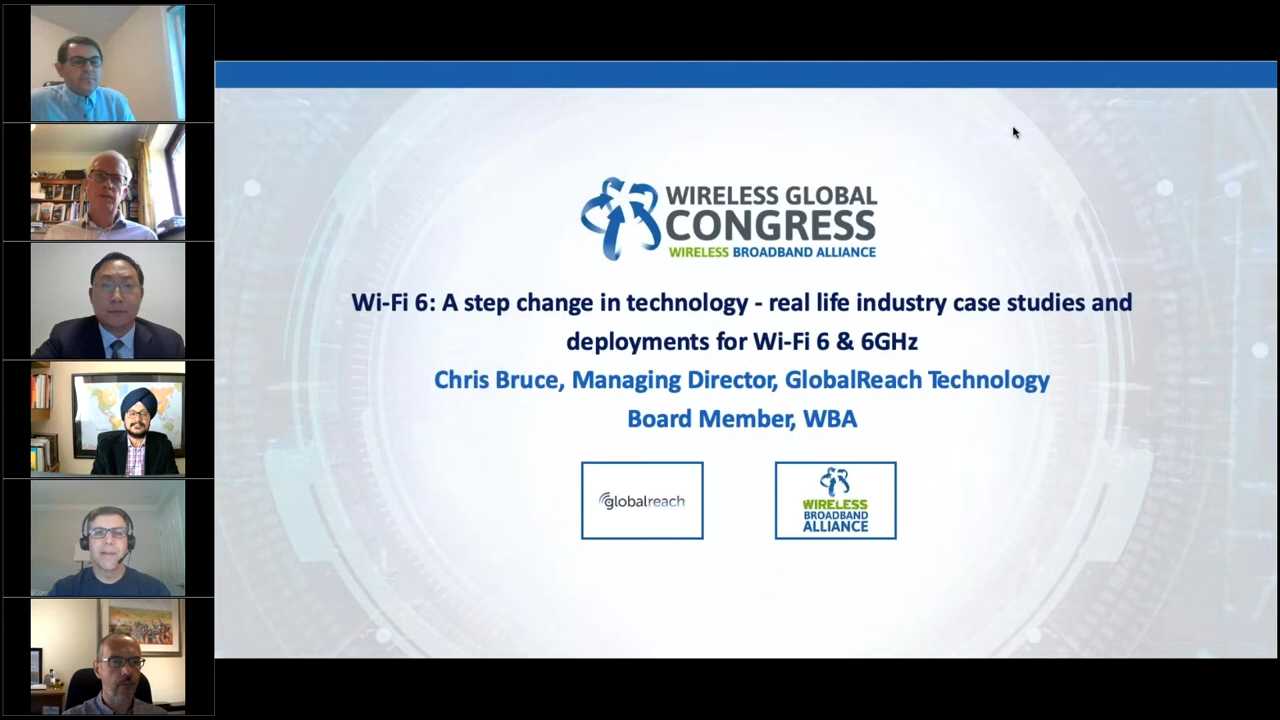 WIRELESS GLOBAL
CONGRESS
WIRELESS BROADBAND ALLIANCE
Wi-Fi 6: A step change in technology - real life industry case studies and
deployments for Wi-Fi 6 & 6GHz
Chris Bruce, Managing Director, GlobalReach Technology
Board Member, WBA
globalreach
WIRELESS
BROADBAND
ALLIANCE